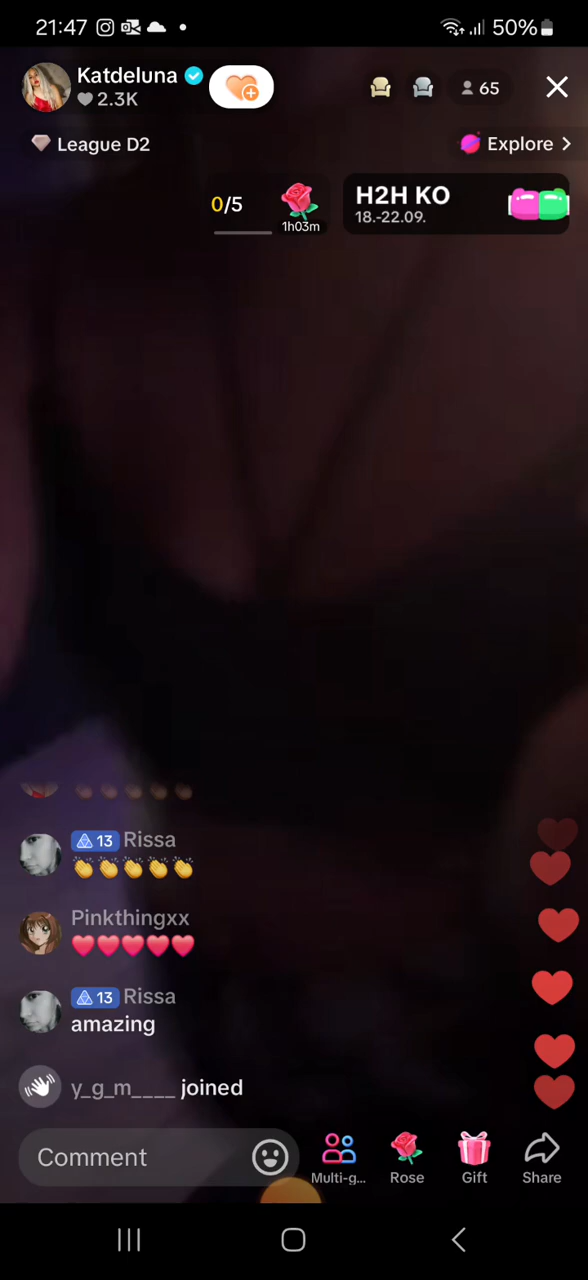 21:47
50%
Katdeluna
2.3K
65
League D2
Explore
0/5
1h03m
H2H KO
18.-22.09.
13 Rissa
👏👏👏👏👏
Pinkthingxx
❤️❤️❤️❤️❤️
13 Rissa
amazing
y_g_m____ joined
Comment
Multi-g...
Rose
Gift
Share